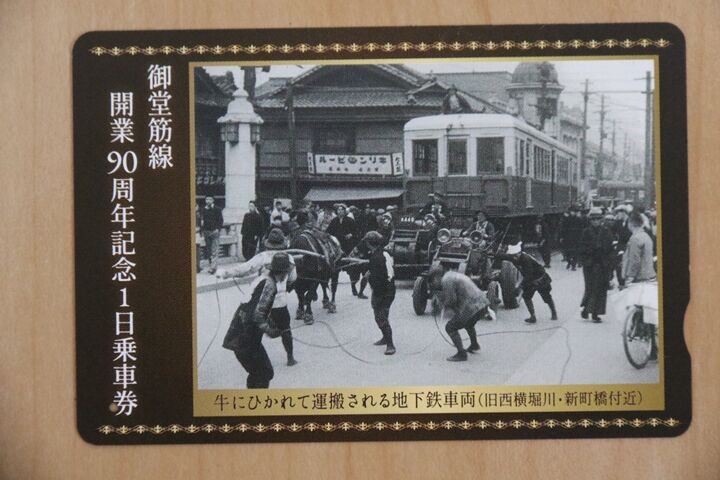 御堂筋線
開業90周年記念1日乗車券
ルービンリキ
牛にひかれて運搬される地下鉄車両(旧西横堀川・新町橋付近)